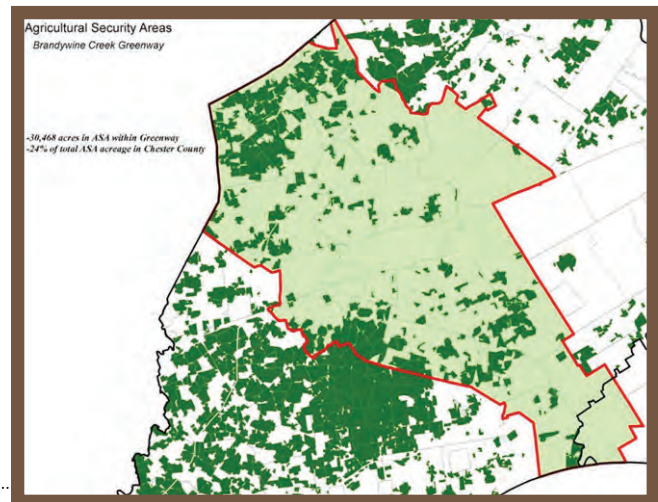 Agricultural Security Areas
Brandywine Creek Greenway
-30,468 acres in ASA within Greenway
-24% of total ASA acreage in Chester County
..